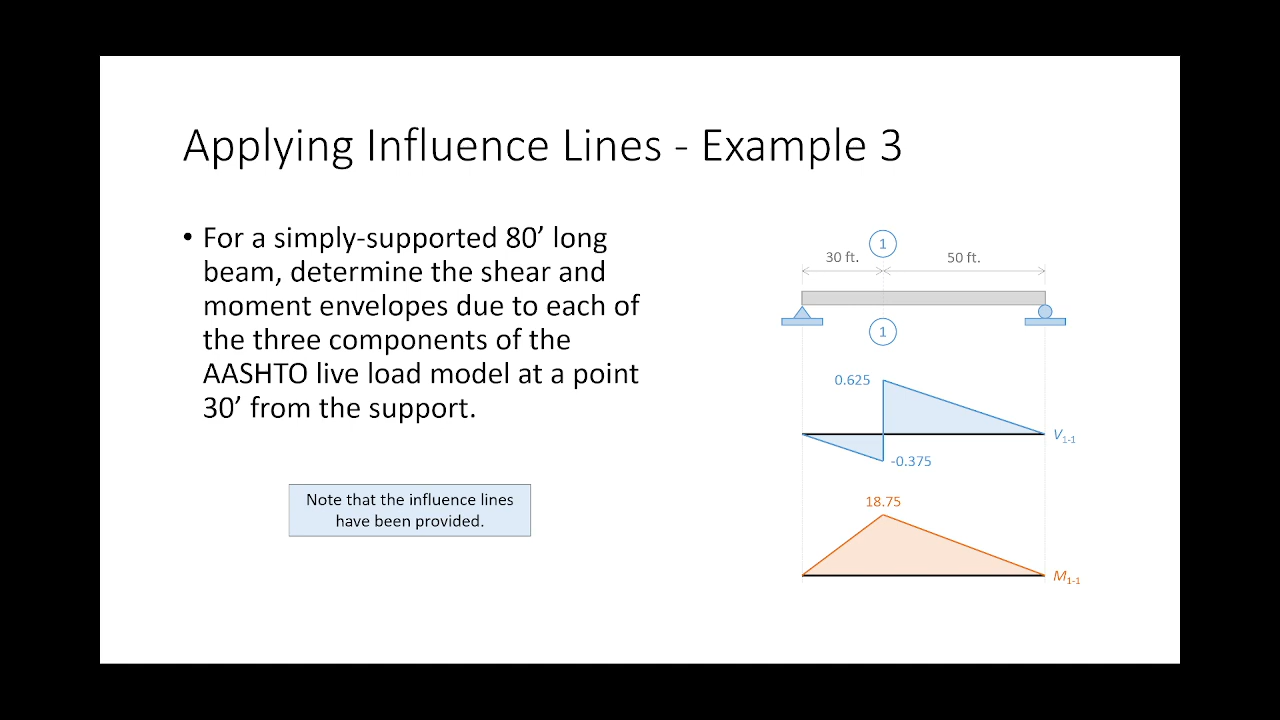 Applying Influence Lines - Example 3
• For a simply-supported 80’ long
beam, determine the shear and
moment envelopes due to each of
the three components of the
AASHTO live load model at a point
30’ from the support.
Note that the influence lines
have been provided.
1
30 ft.
50 ft.
1
0.625
V1-1
-0.375
18.75
M1-1